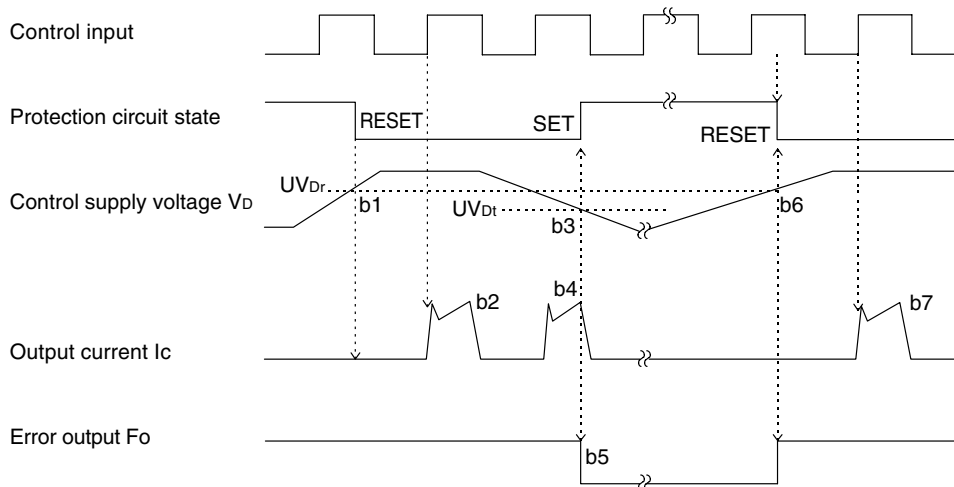 Control input
Protection circuit state
RESET
SET
RESET
UVDr
Control supply voltage VD
b1
UVDt
b3
b6
b2
b4
b7
Output current Ic
Error output Fo
b5